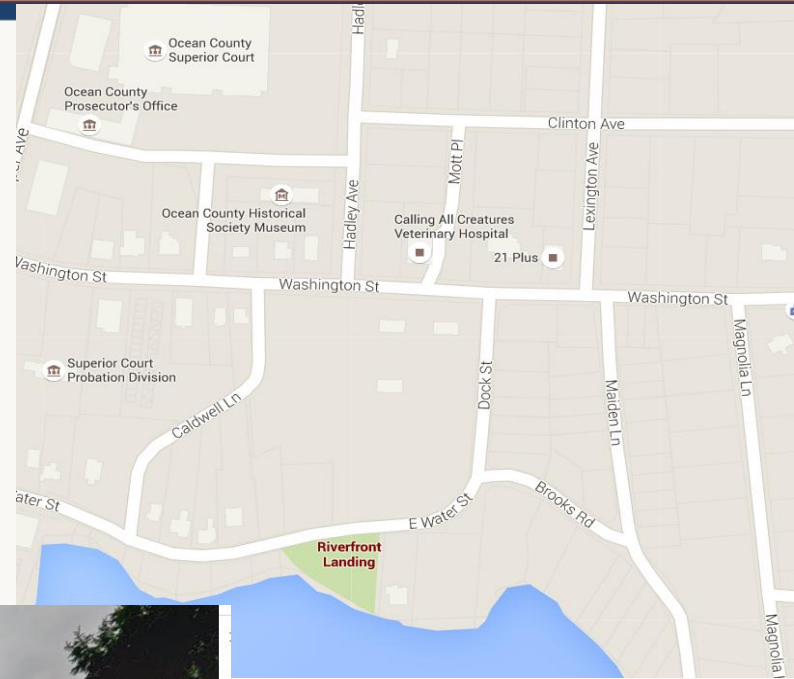 Ocean County
Superior Court
Ocean County
Prosecutor's Office
Clinton Ave
Mott Pl
Lexington Ave
Ocean County Historical
Society Museum
Hadley Ave
Calling All Creatures
Veterinary Hospital
21 Plus
Washington St
Washington St
Washington St
Superior Court
Probation Division
Caldwell Ln
Dock St
Maiden Ln
Magnolia Ln
E Water St
Brooks Rd
Riverfront
Landing
Magnolia